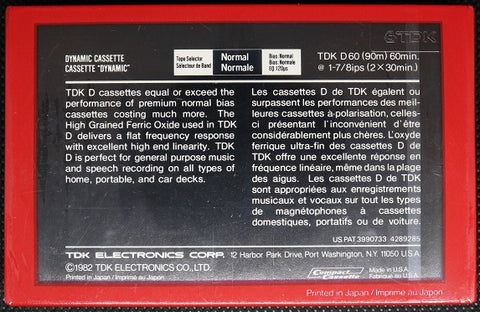 TDK
DYNAMIC CASSETTE
CASSETTE "DYNAMIC"
Tape Selector
Selecteur de Band
Normal
Normale
Bias: Normal
Bias: Normale
EQ 120µs
TDK D60 (90m) 60min.
@ 1-7/8ips (2×30min.)
TDK D cassettes equal or exceed the
performance of premium normal bias
cassettes costing much more. The
High Grained Ferric Oxide used in TDK
D delivers a flat frequency response
with excellent high end linearity. TDK
D is perfect for general purpose music
and speech recording on all types of
home, portable, and car decks.
Les cassettes D de TDK égalent ou
surpassent les performances des meil-
leures cassettes à polarisation, celles-
ci présentant l'inconvénient d'être
considérablement plus chères. L'oxyde
ferrique ultra-fin des cassettes D de
TDK offre une excellente réponse en
fréquence linéaire, même dans la plage
des aigus. Les cassettes D de TDK
sont appropriées aux enregistrements
musicaux et vocaux sur tout les types
de magnétophones à cassettes
domestiques, portatifs ou de voiture.
US.PAT.3990733 4289285
TDK ELECTRONICS CORP. 12 Harbor Park Drive, Port Washington, N.Y. 11050 U.S.A
©1982 TDK ELECTRONICS CO., LTD.
Printed in Japan / Imprimé au Japan
Compact
Cassette
Made in U.S.A.
Fabriqué au U.S.A.
Printed in Japan / Imprimé au Japon